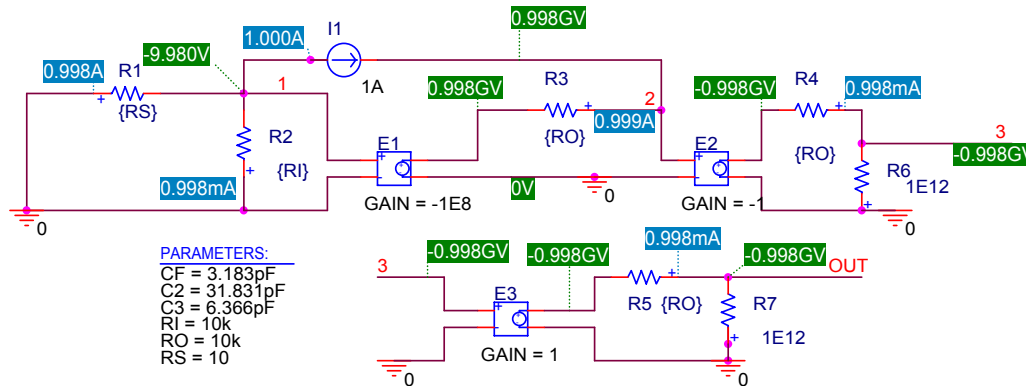 I1
1.000A
0.998GV
1A
-9.980V
0.998A
R1
{RS}
1
0.998GV
R3
{RO}
2
0.999A
-0.998GV
R4
{RO}
0.998mA
3
-0.998GV
R2
{RI}
0.998mA
E1
GAIN = -1E8
0V
0
E2
GAIN = -1
R6
1E12
0
0
PARAMETERS:
CF = 3.183pF
C2 = 31.831pF
C3 = 6.366pF
RI = 10k
RO = 10k
RS = 10
3
-0.998GV
E3
GAIN = 1
-0.998GV
0.998mA
R5 {RO}
-0.998GV
OUT
R7
1E12
0
0